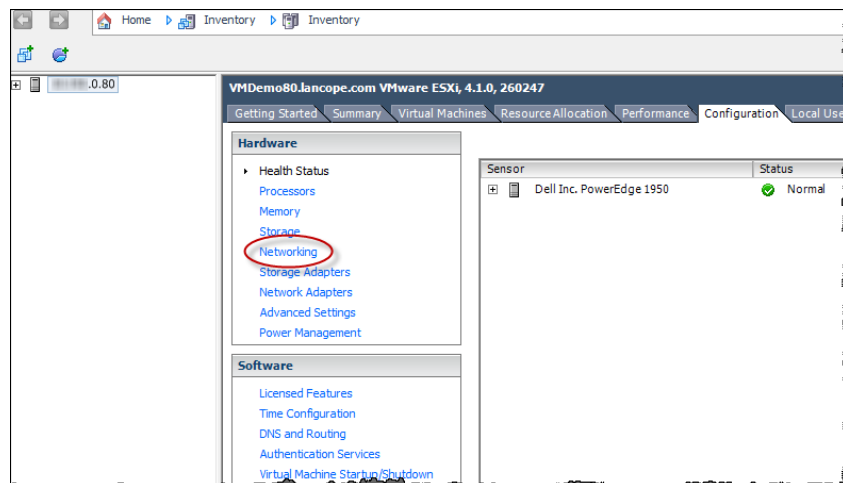 Home Inventory Inventory
.0.80
VMDemo80.lancope.com VMware ESXi, 4.1.0, 260247
Getting Started Summary Virtual Machines Resource Allocation Performance Configuration Local Use
Hardware
Health Status
Processors
Memory
Storage
Networking
Storage Adapters
Network Adapters
Advanced Settings
Power Management
Sensor Status
Dell Inc. PowerEdge 1950 Normal
Software
Licensed Features
Time Configuration
DNS and Routing
Authentication Services
Virtual Machine Startup/Shutdown